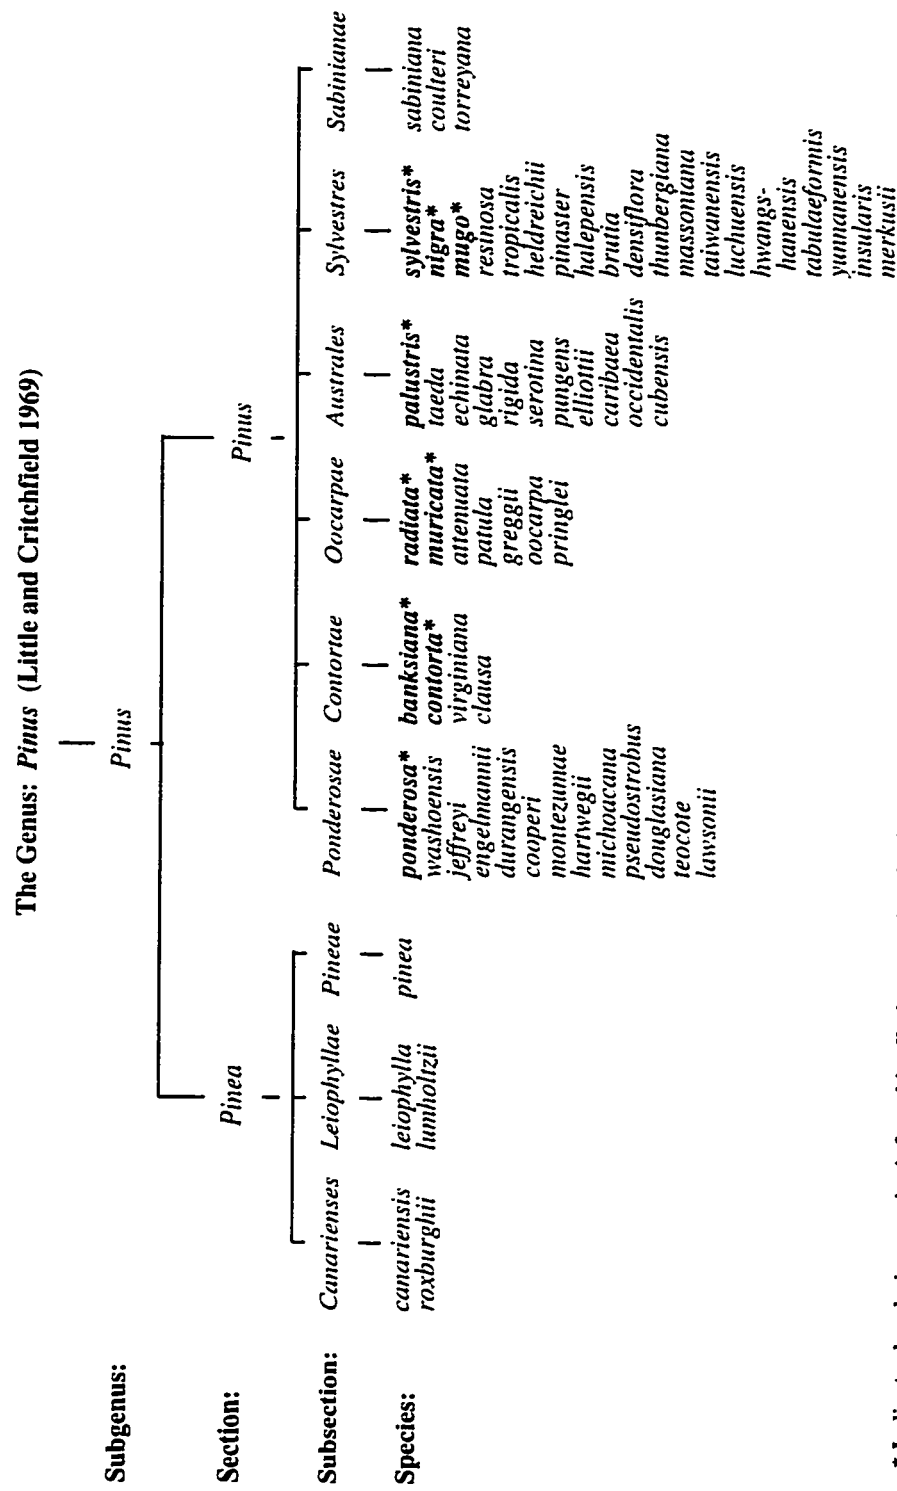 The Genus: Pinus (Little and Critchfield 1969)
Subgenus: Pinus
Section: Pinea Pinus
Subsection: Canarienses Leiophyllae Pineae Ponderosae Contortae Oocarpae Australes Sylvestres Sabinianae
Species: canariensis leiophylla pinea ponderosa* banksiana* radiata* palustris* sylvestris* sabiniana
roxburghii lumholtzii washoensis contorta* muricata* taeda nigra* coulteri
jeffreyi virginiana attenuata echinata mugo* torreyana
engelmannii clausa patula glabra resinosa
durangensis greggii rigida tropicalis
cooperi oocarpa serotina heldreichii
montezumae pringlei pungens pinaster
hartwegii elliottii halepensis
michoacana caribaea brutia
pseudostrobus occidentalis densiflora
douglasiana cubensis thunbergiana
teocote massoniana
lawsonii taiwanensis
luchuensis
hwangs-
hanensis
tabulaeformis
yunnanensis
insularis
merkusii